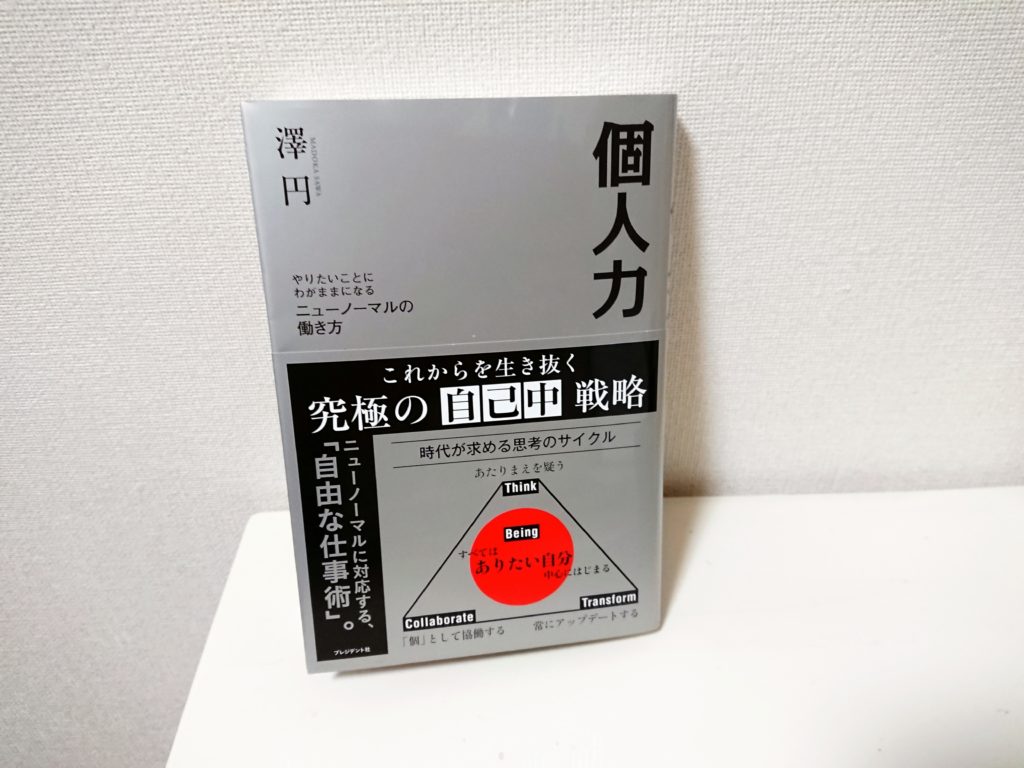 個人力
澤円
MADOKA SAWA
やりたいことに
わがままになる
ニューノーマルの
働き方
これからを生き抜く
究極の自己中戦略
ニューノーマルに対応する、
「自由な仕事術」。
プレジデント社
時代が求める思考のサイクル
あたりまえを疑う
Think
Being
すべては
ありたい自分
中心にはじまる
Collaborate
「個」として協働する
Transform
常にアップデートする